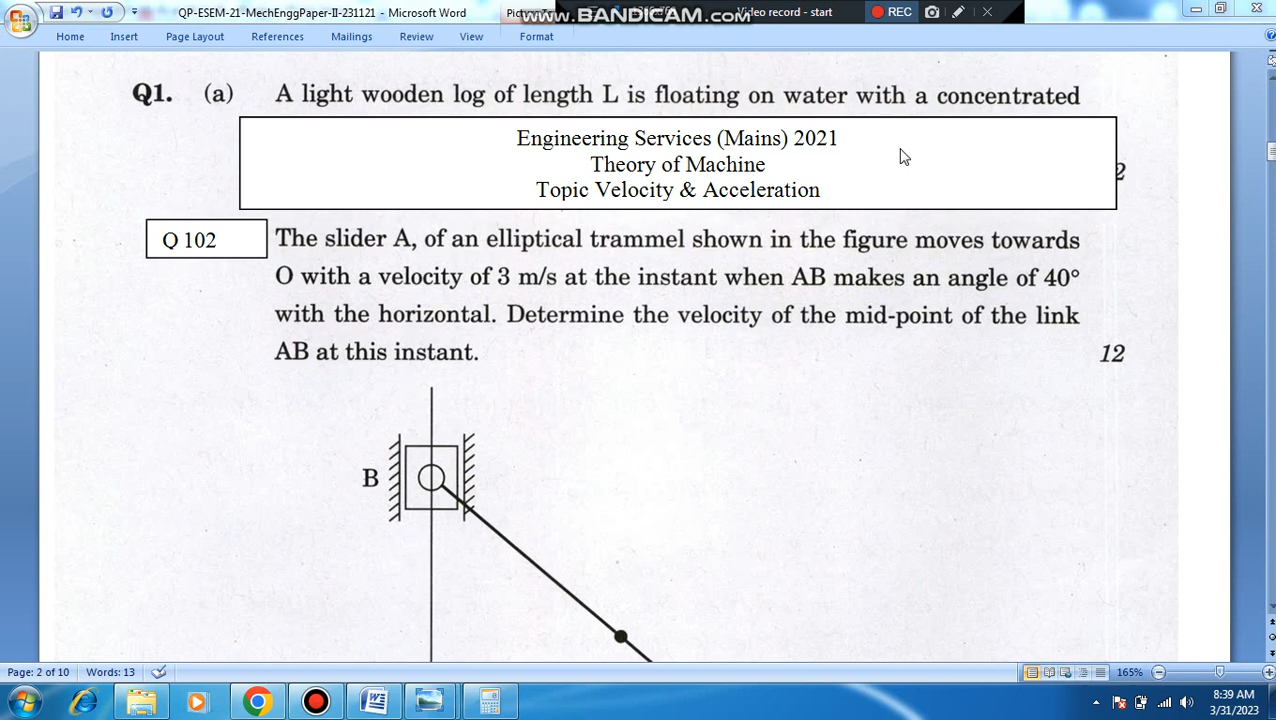 QP-ESEM-21-MechEnggPaper-II-231121 - Microsoft Word
www.BANDICAM.com
Video record - start
REC
Home Insert Page Layout References Mailings Review View Format
Q1. (a) A light wooden log of length L is floating on water with a concentrated
Engineering Services (Mains) 2021
Theory of Machine
Topic Velocity & Acceleration
Q 102
The slider A, of an elliptical trammel shown in the figure moves towards
O with a velocity of 3 m/s at the instant when AB makes an angle of 40°
with the horizontal. Determine the velocity of the mid-point of the link
AB at this instant. 12
B
Page: 2 of 10 Words: 13 165%
8:39 AM
3/31/2023